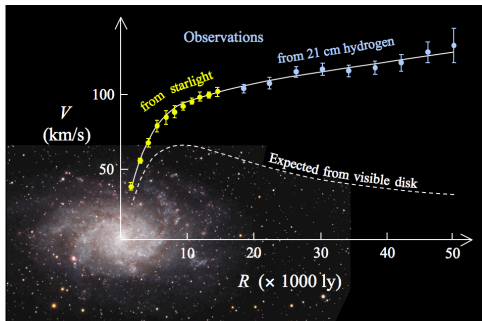 Observations
from starlight
from 21 cm hydrogen
V
(km/s)
100
50
Expected from visible disk
10
20
30
40
50
R (× 1000 ly)